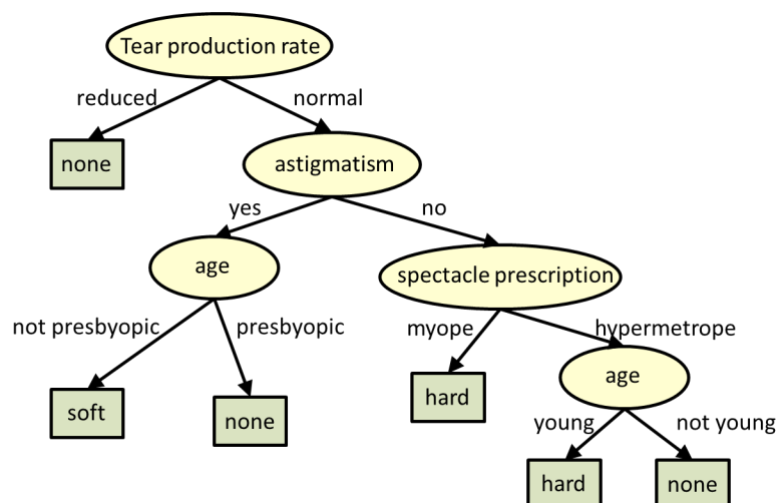 Tear production rate
reduced
normal
none
astigmatism
yes
no
age
spectacle prescription
not presbyopic
presbyopic
myope
hypermetrope
soft
none
hard
age
young
not young
hard
none